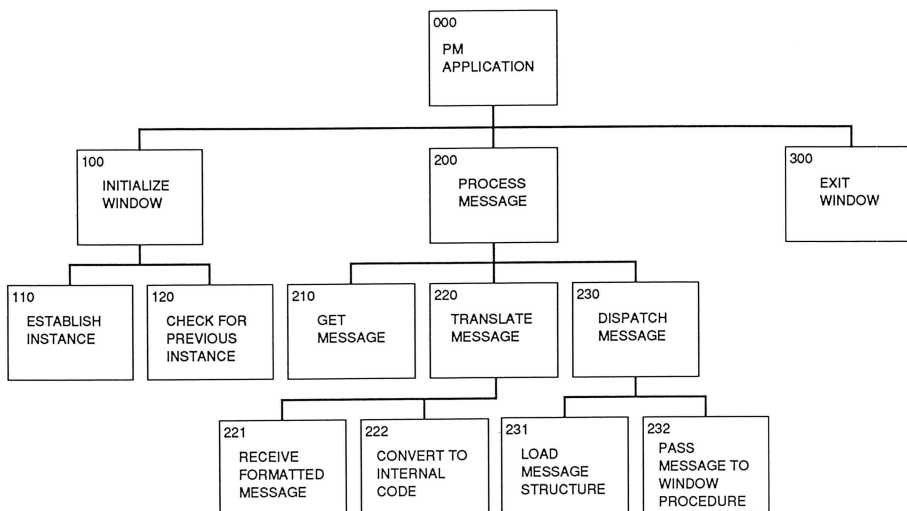 000
PM
APPLICATION
100
INITIALIZE
WINDOW
200
PROCESS
MESSAGE
300
EXIT
WINDOW
110
ESTABLISH
INSTANCE
120
CHECK FOR
PREVIOUS
INSTANCE
210
GET
MESSAGE
220
TRANSLATE
MESSAGE
230
DISPATCH
MESSAGE
221
RECEIVE
FORMATTED
MESSAGE
222
CONVERT TO
INTERNAL
CODE
231
LOAD
MESSAGE
STRUCTURE
232
PASS
MESSAGE TO
WINDOW
PROCEDURE